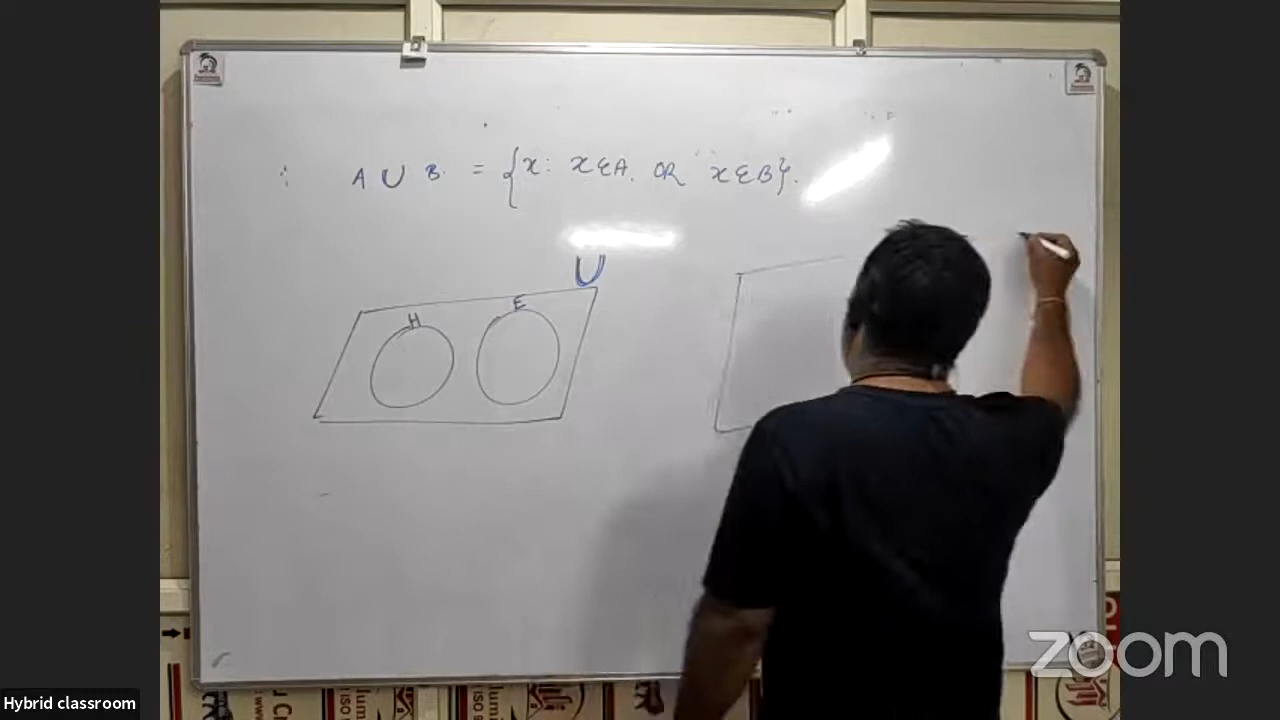 ∴ A ∪ B = {x: x∈A. OR x∈B}.
U
H E
zoom
Hybrid classroom